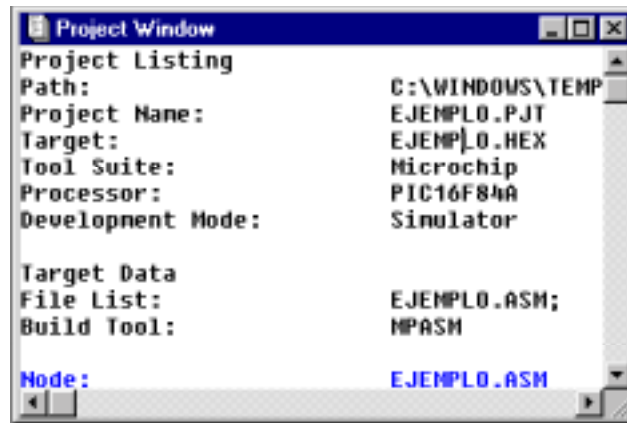 Project Window
Project Listing
Path: C:\WINDOWS\TEMP
Project Name: EJEMPLO.PJT
Target: EJEMPLO.HEX
Tool Suite: Microchip
Processor: PIC16F84A
Development Mode: Simulator
Target Data
File List: EJEMPLO.ASM;
Build Tool: MPASM
Node: EJEMPLO.ASM